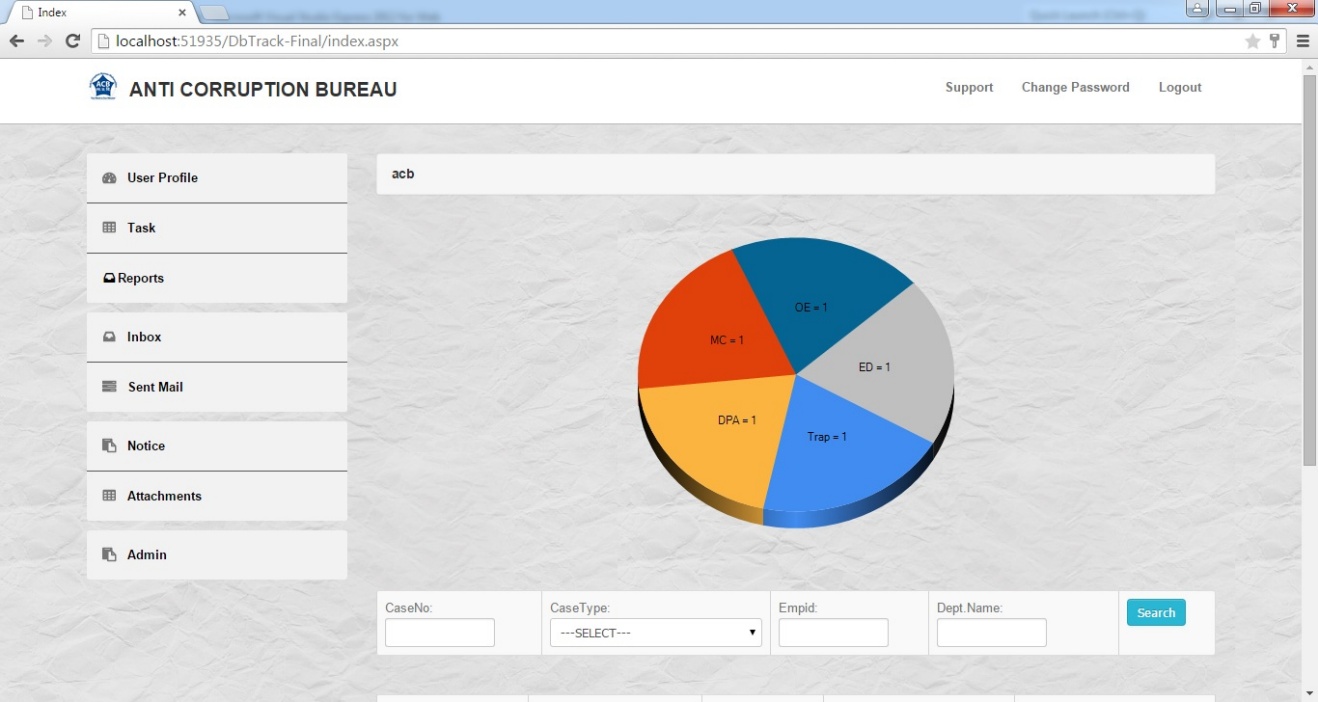 Index
localhost:51935/DbTrack-Final/index.aspx
ACB
ANTI CORRUPTION BUREAU
Support Change Password Logout
User Profile
Task
Reports
Inbox
Sent Mail
Notice
Attachments
Admin
acb
OE = 1
MC = 1
ED = 1
DPA = 1
Trap = 1
CaseNo: CaseType: Empid: Dept.Name:
---SELECT---
Search